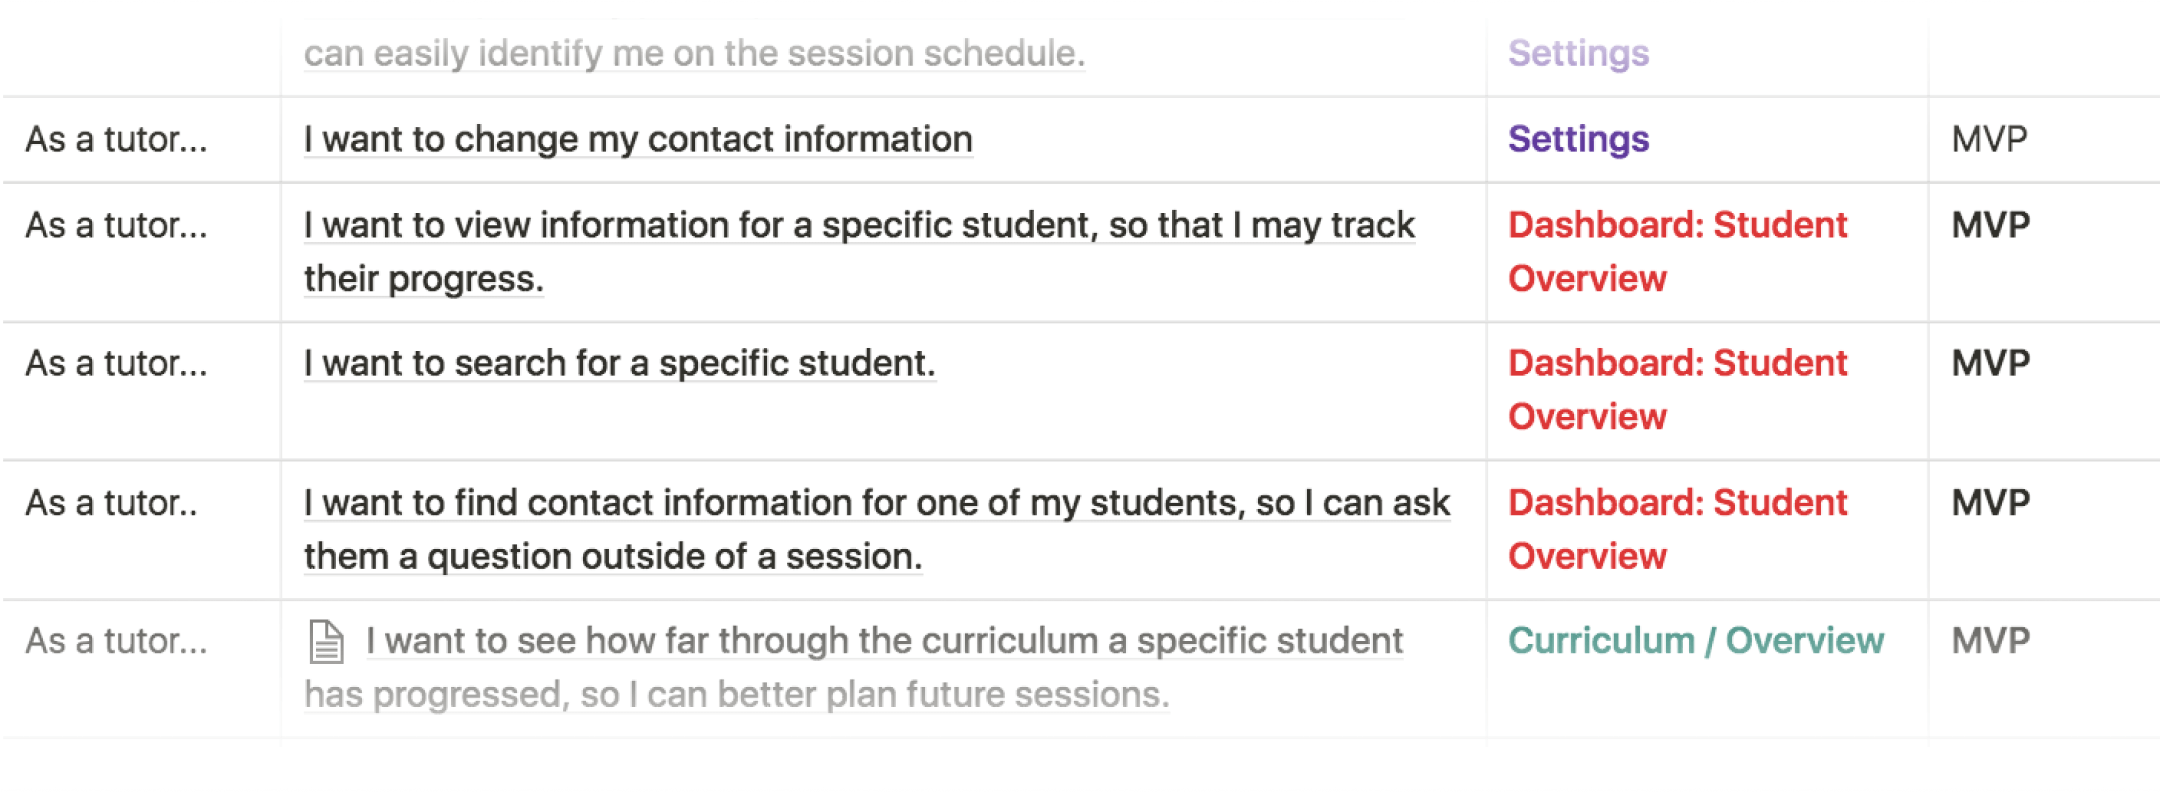 can easily identify me on the session schedule. Settings
As a tutor... I want to change my contact information Settings MVP
As a tutor... I want to view information for a specific student, so that I may track Dashboard: Student MVP
their progress. Overview
As a tutor... I want to search for a specific student. Dashboard: Student MVP
Overview
As a tutor.. I want to find contact information for one of my students, so I can ask Dashboard: Student MVP
them a question outside of a session. Overview
As a tutor... I want to see how far through the curriculum a specific student Curriculum / Overview MVP
has progressed, so I can better plan future sessions.